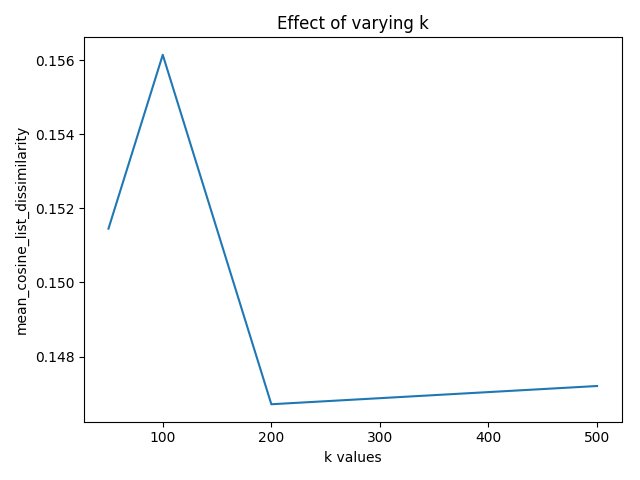 Effect of varying k
mean_cosine_list_dissimilarity
0.156
0.154
0.152
0.150
0.148
100 200 300 400 500
k values